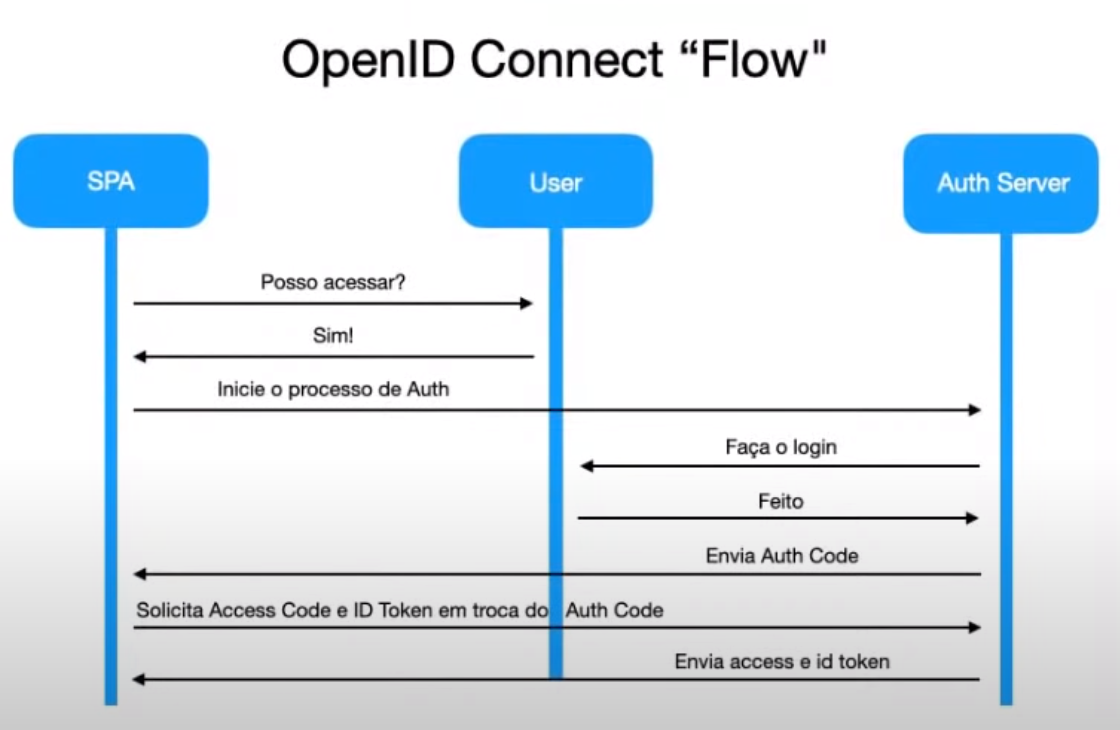 OpenID Connect “Flow"
SPA
User
Auth Server
Posso acessar?
Sim!
Inicie o processo de Auth
Faça o login
Feito
Envia Auth Code
Solicita Access Code e ID Token em troca do Auth Code
Envia access e id token